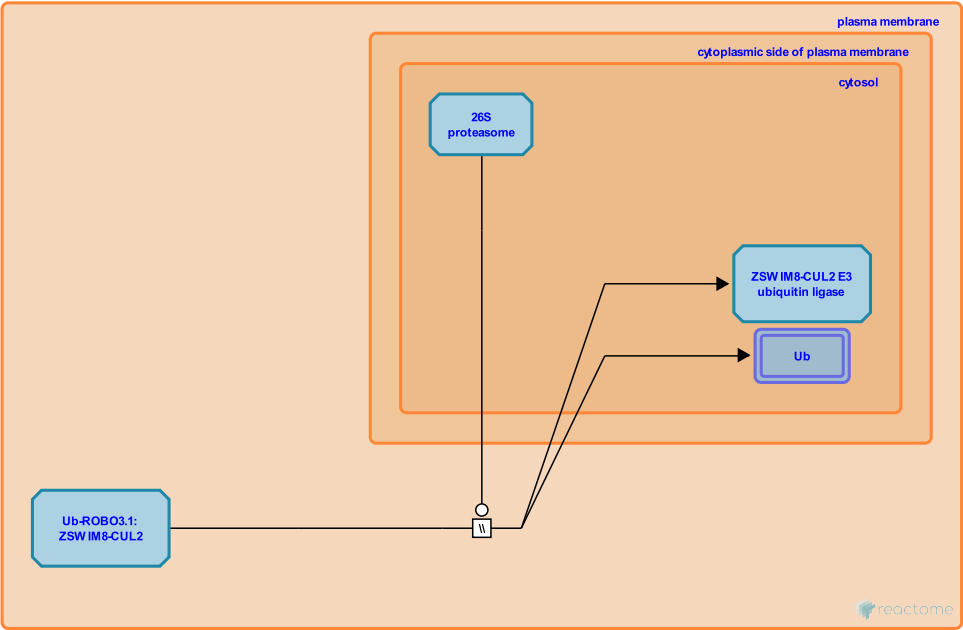 plasma membrane
cytoplasmic side of plasma membrane
cytosol
26S
proteasome
ZSWIM8-CUL2 E3
ubiquitin ligase
Ub
Ub-ROBO3.1:
ZSWIM8-CUL2
\\
reactome